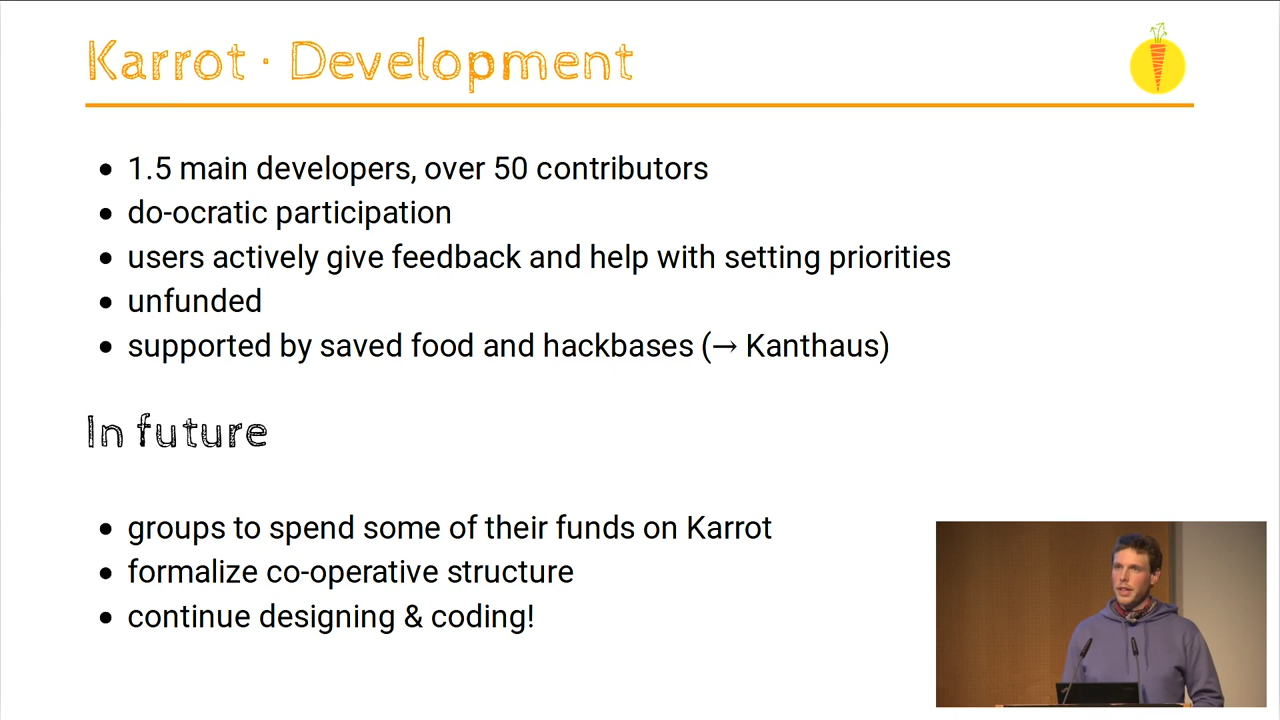 Karrot · Development
• 1.5 main developers, over 50 contributors
• do-ocratic participation
• users actively give feedback and help with setting priorities
• unfunded
• supported by saved food and hackbases (→ Kanthaus)
In future
• groups to spend some of their funds on Karrot
• formalize co-operative structure
• continue designing & coding!